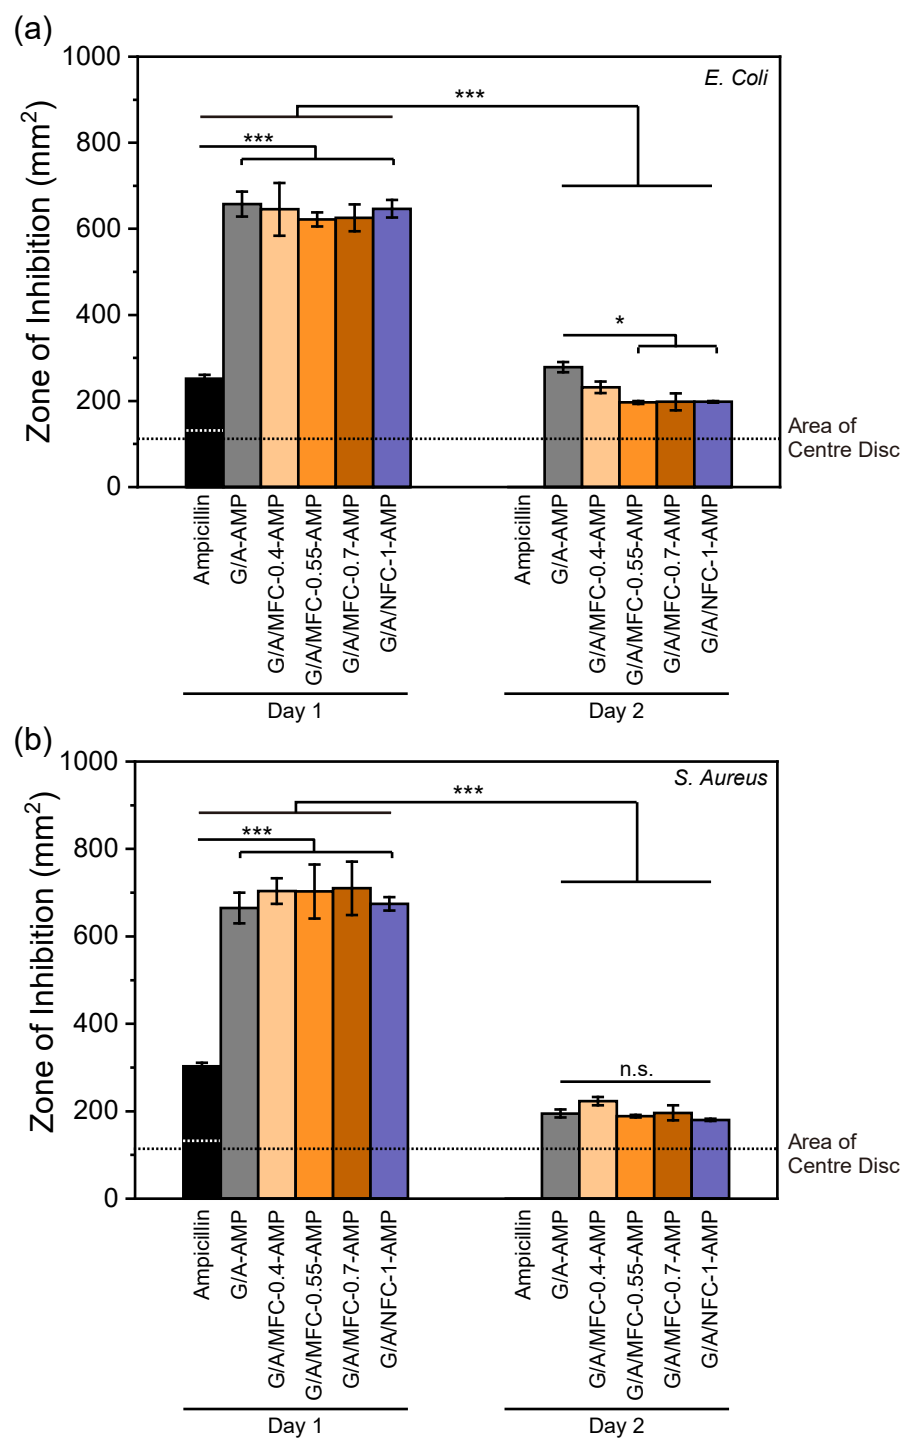 (a)
E. Coli
Zone of Inhibition (mm2)
1000
800
600
400
200
0
***
***
*
Area of
Centre Disc
Ampicillin
G/A-AMP
G/A/MFC-0.4-AMP
G/A/MFC-0.55-AMP
G/A/MFC-0.7-AMP
G/A/NFC-1-AMP
Ampicillin
G/A-AMP
G/A/MFC-0.4-AMP
G/A/MFC-0.55-AMP
G/A/MFC-0.7-AMP
G/A/NFC-1-AMP
Day 1
Day 2
(b)
S. Aureus
Zone of Inhibition (mm2)
1000
800
600
400
200
0
***
***
n.s.
Area of
Centre Disc
Ampicillin
G/A-AMP
G/A/MFC-0.4-AMP
G/A/MFC-0.55-AMP
G/A/MFC-0.7-AMP
G/A/NFC-1-AMP
Ampicillin
G/A-AMP
G/A/MFC-0.4-AMP
G/A/MFC-0.55-AMP
G/A/MFC-0.7-AMP
G/A/NFC-1-AMP
Day 1
Day 2